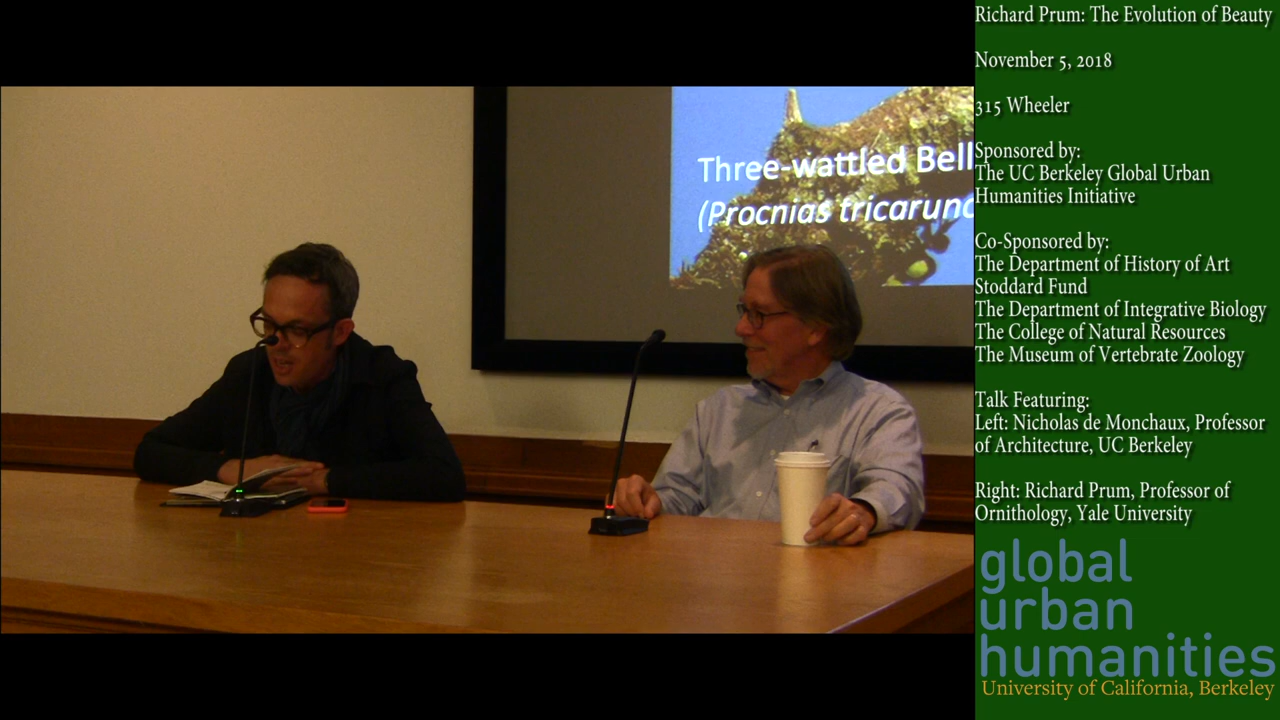 Richard Prum: The Evolution of Beauty
November 5, 2018
315 Wheeler
Sponsored by:
The UC Berkeley Global Urban
Humanities Initiative
Co-Sponsored by:
The Department of History of Art
Stoddard Fund
The Department of Integrative Biology
The College of Natural Resources
The Museum of Vertebrate Zoology
Talk Featuring:
Left: Nicholas de Monchaux, Professor
of Architecture, UC Berkeley
Right: Richard Prum, Professor of
Ornithology, Yale University
global
urban
humanities
University of California, Berkeley
Three-wattled Bell
(Procnias tricarunc